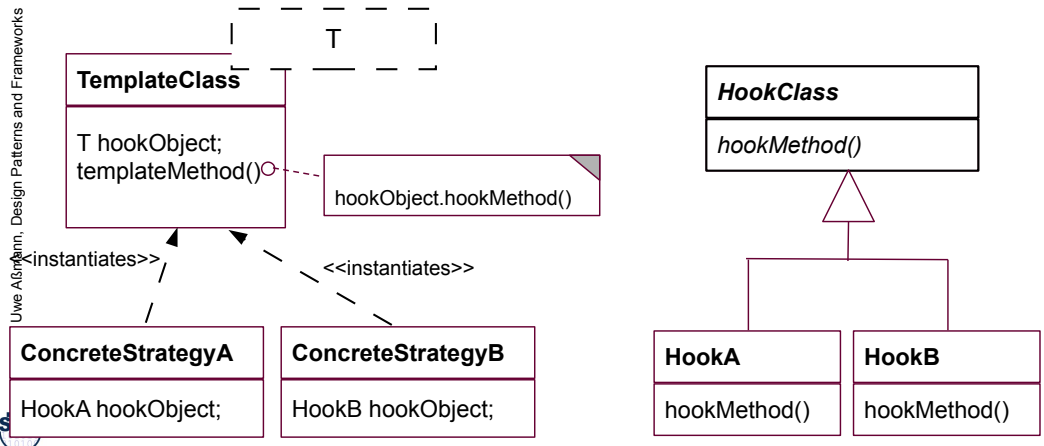 Uwe Aßmann, Design Patterns and Frameworks
T
TemplateClass
T hookObject;
templateMethod()
hookObject.hookMethod()
<<instantiates>>
<<instantiates>>
ConcreteStrategyA
HookA hookObject;
ConcreteStrategyB
HookB hookObject;
HookClass
hookMethod()
HookA
hookMethod()
HookB
hookMethod()